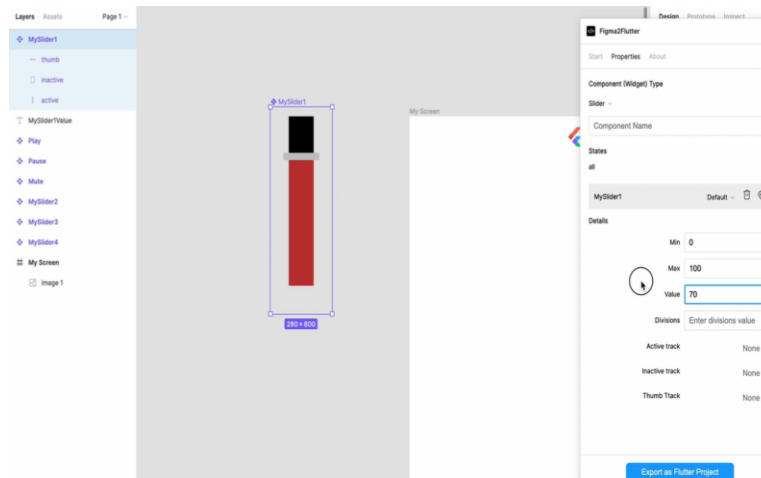 Layers Assets Page 1
MySlider1
thumb
inactive
active
MySlider1Value
Play
Pause
Mute
MySlider2
MySlider3
MySlider4
My Screen
image 1
MySlider1
280 × 800
My Screen
Design Prototype Inspect
Figma2Flutter
Start Properties About
Component (Widget) Type
Slider
Component Name
States
all
MySlider1 Default
Details
Min 0
Max 100
Value 70
Divisions Enter divisions value
Active track None
Inactive track None
Thumb Ttack None
Export as Flutter Project